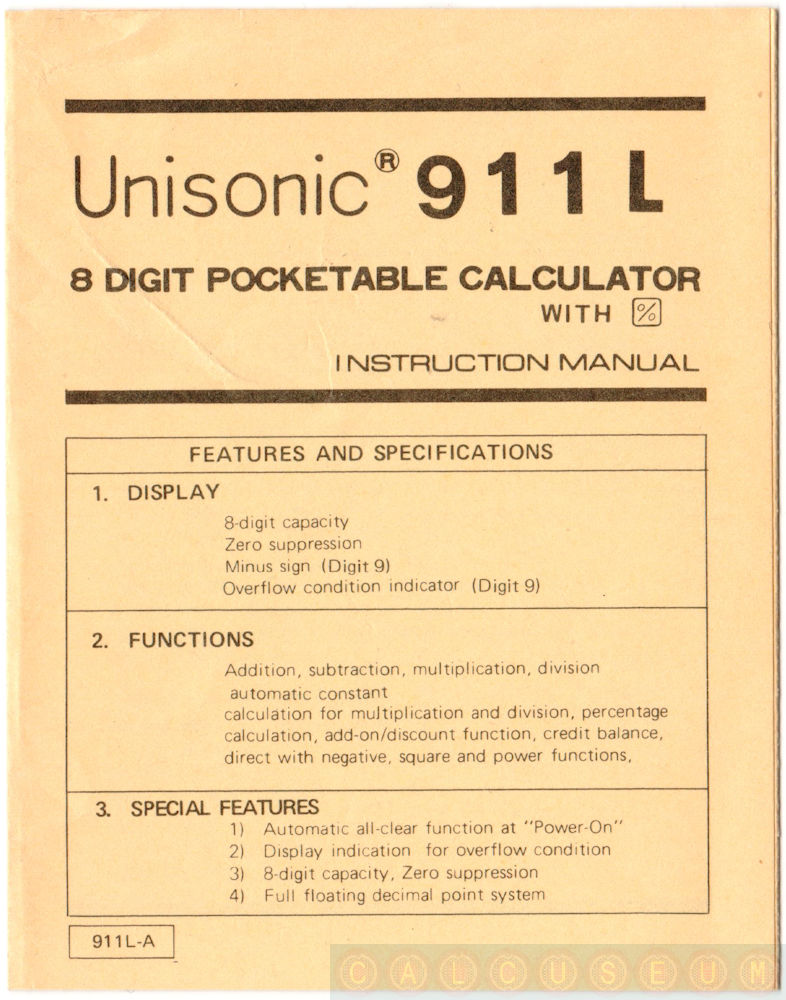 Unisonic® 911 L
8 DIGIT POCKETABLE CALCULATOR
WITH %
INSTRUCTION MANUAL
FEATURES AND SPECIFICATIONS
1. DISPLAY
8-digit capacity
Zero suppression
Minus sign (Digit 9)
Overflow condition indicator (Digit 9)
2. FUNCTIONS
Addition, subtraction, multiplication, division
automatic constant
calculation for multiplication and division, percentage
calculation, add-on/discount function, credit balance,
direct with negative, square and power functions,
3. SPECIAL FEATURES
1) Automatic all-clear function at "Power-On"
2) Display indication for overflow condition
3) 8-digit capacity, Zero suppression
4) Full floating decimal point system
911L-A
CALCUSEUM